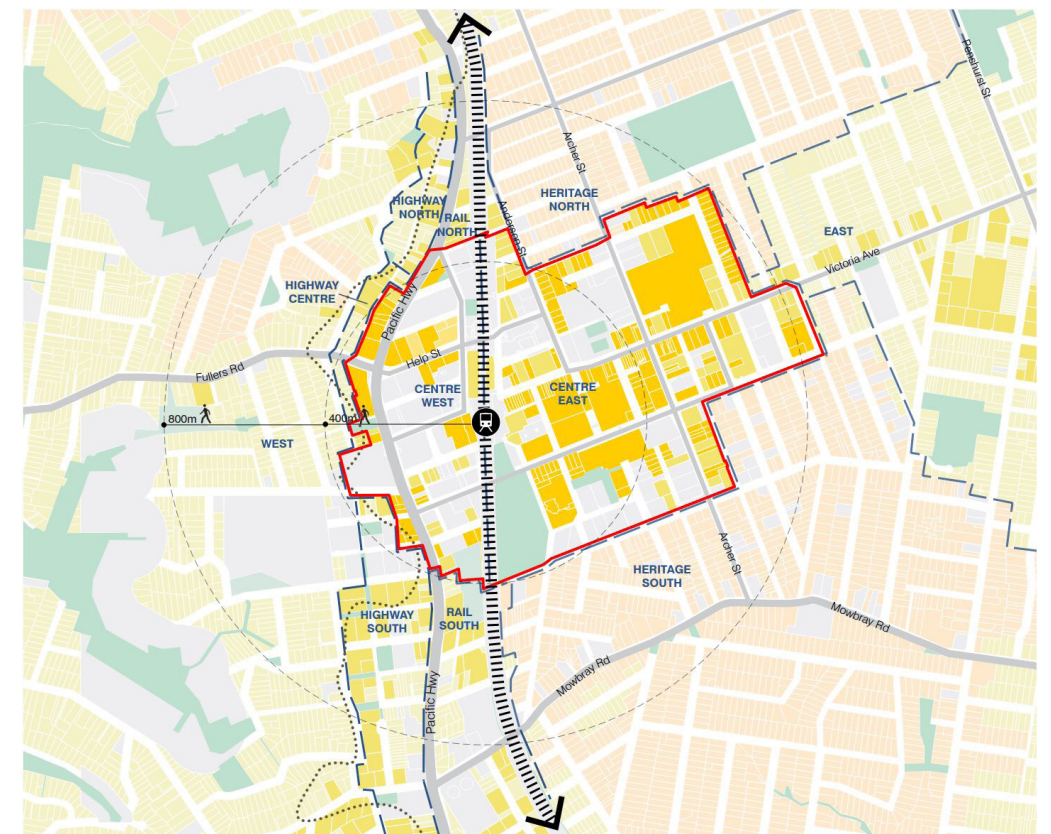 Penshurst St
Archer St
HIGHWAY
NORTH
RAIL
NORTH
HERITAGE
NORTH
Anderson St
EAST
Victoria Ave
HIGHWAY
CENTRE
Pacific Hwy
Help St
Fullers Rd
CENTRE
WEST
CENTRE
EAST
800m
400m
WEST
Archer St
HERITAGE
SOUTH
HIGHWAY
SOUTH
RAIL
SOUTH
Mowbray Rd
Mowbray Rd
Pacific Hwy